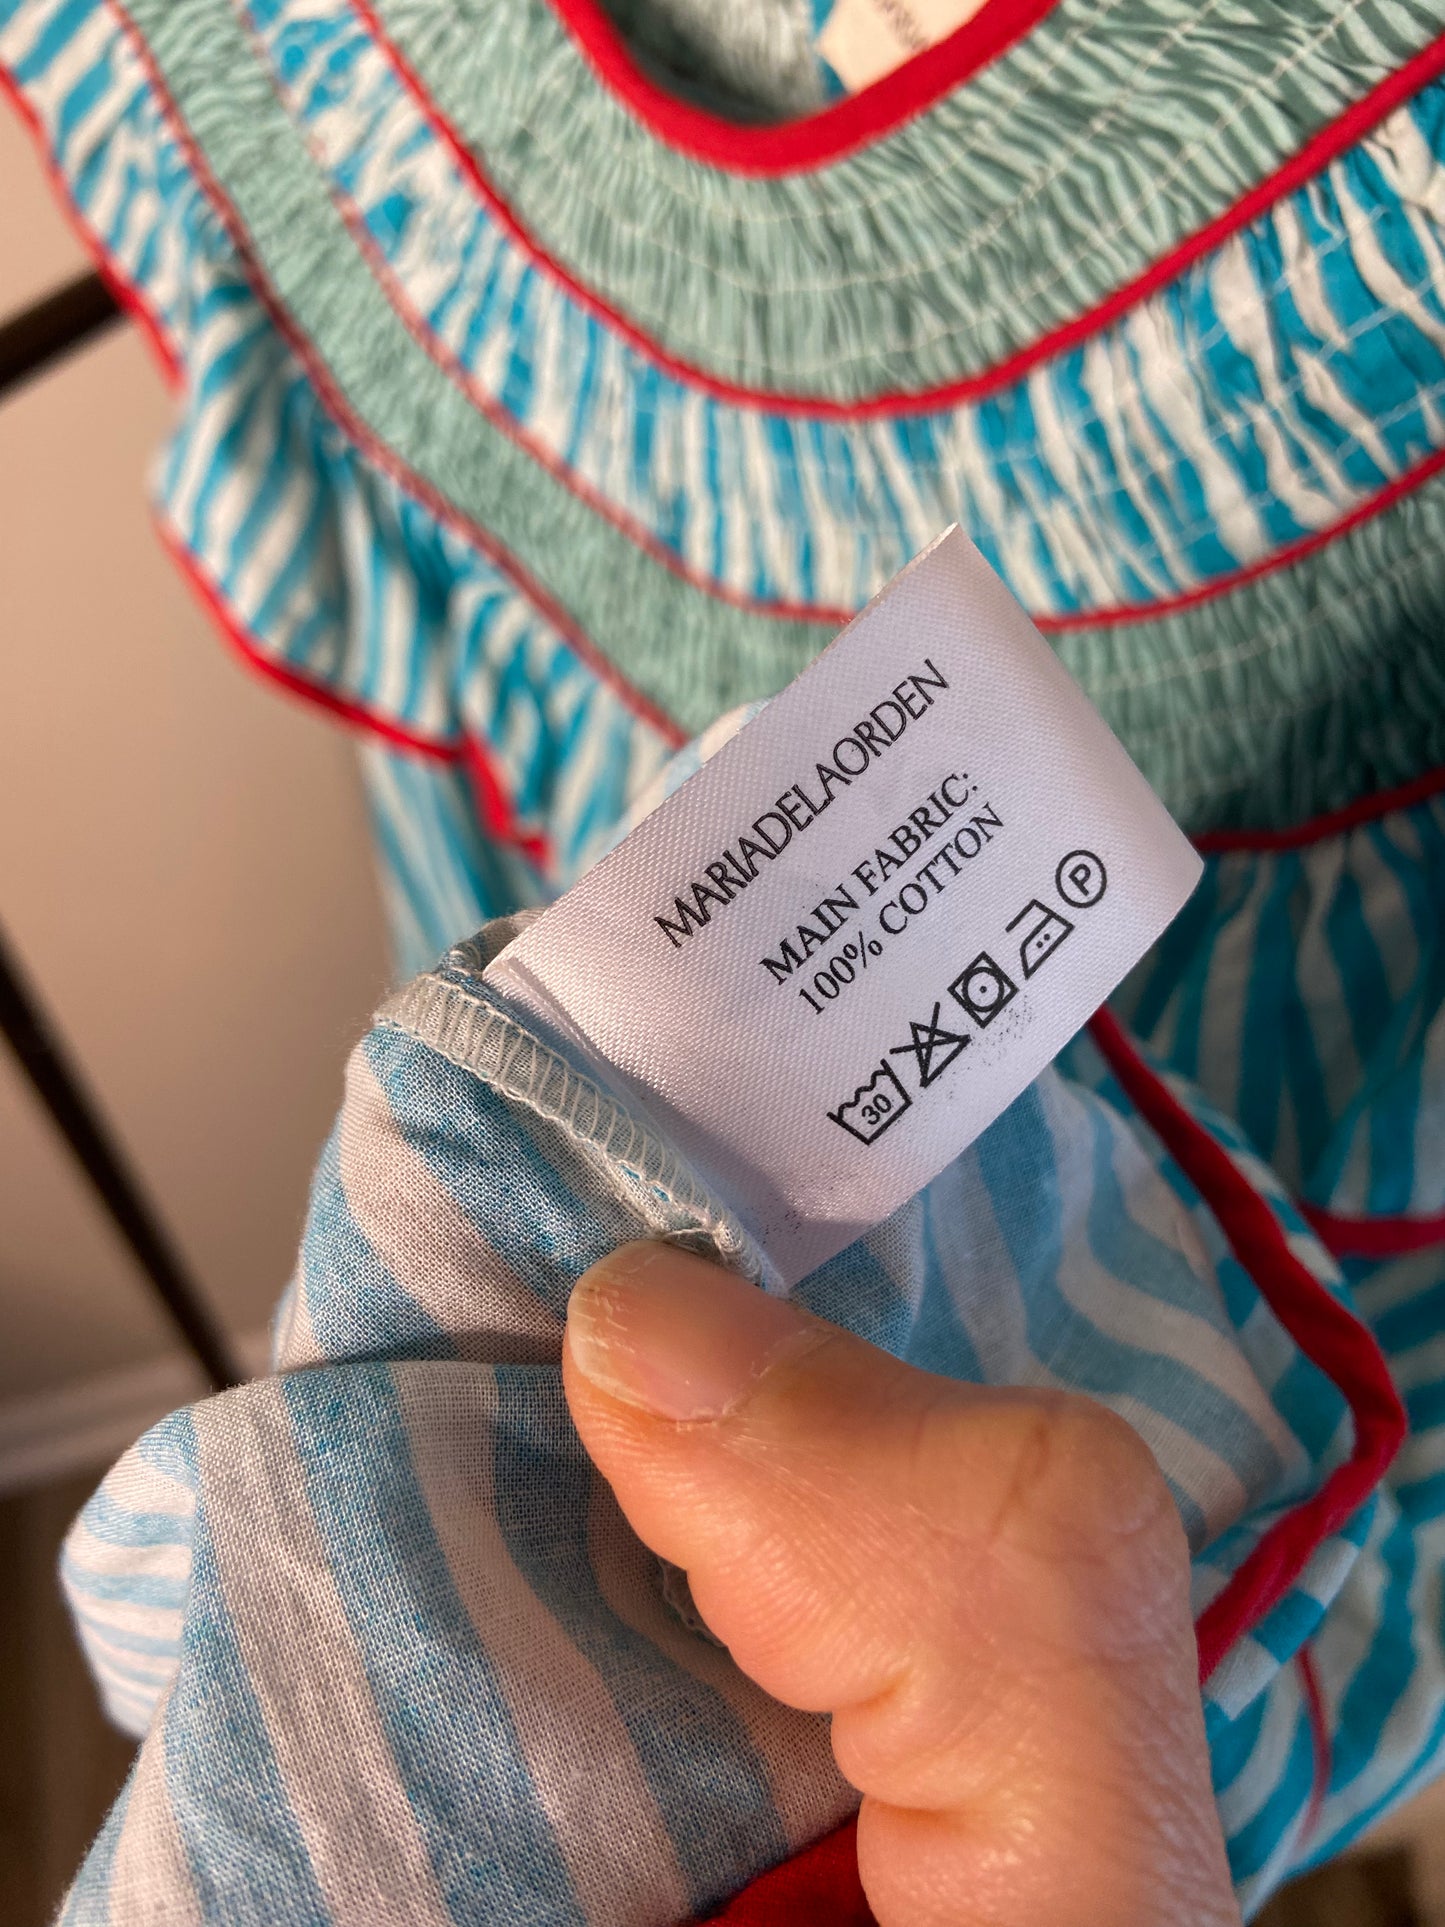 MARIADELAORDEN
MAIN FABRIC:
100% COTTON
30 P